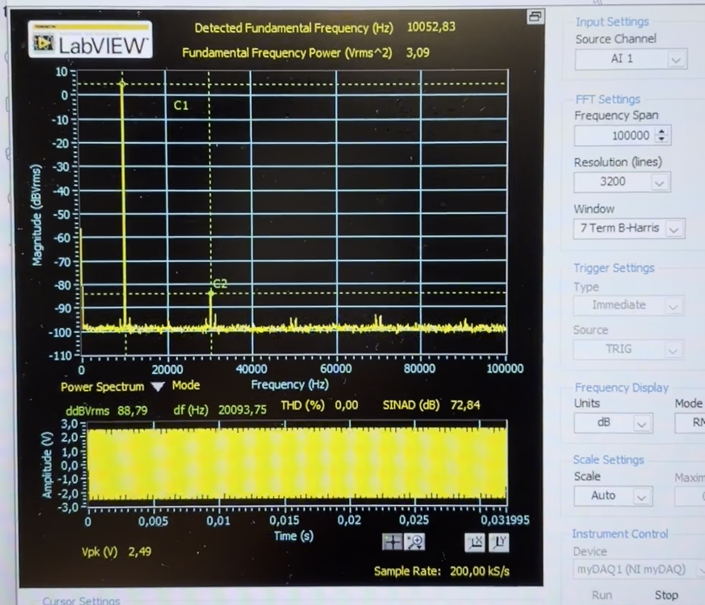 LabVIEW™
Detected Fundamental Frequency (Hz) 10052,83
Fundamental Frequency Power (Vrms^2) 3,09
Magnitude (dBVrms)
10
0
-10
-20
-30
-40
-50
-60
-70
-80
-90
-100
-110
C1
C2
0 20000 40000 60000 80000 100000
Power Spectrum Mode Frequency (Hz)
ddBVrms 88,79 df (Hz) 20093,75 THD (%) 0,00 SINAD (dB) 72,84
Amplitude (V)
3,0
2,0
1,0
0,0
-1,0
-2,0
-3,0
0 0,005 0,01 0,015 0,02 0,025 0,031995
Time (s)
Vpk (V) 2,49
Sample Rate: 200,00 kS/s
Cursor Settings
Input Settings
Source Channel
AI 1
FFT Settings
Frequency Span
100000
Resolution (lines)
3200
Window
7 Term B-Harris
Trigger Settings
Type
Immediate
Source
TRIG
Frequency Display
Units Mode
dB RM
Scale Settings
Scale Maxim
Auto
Instrument Control
Device
myDAQ1 (NI myDAQ)
Run Stop